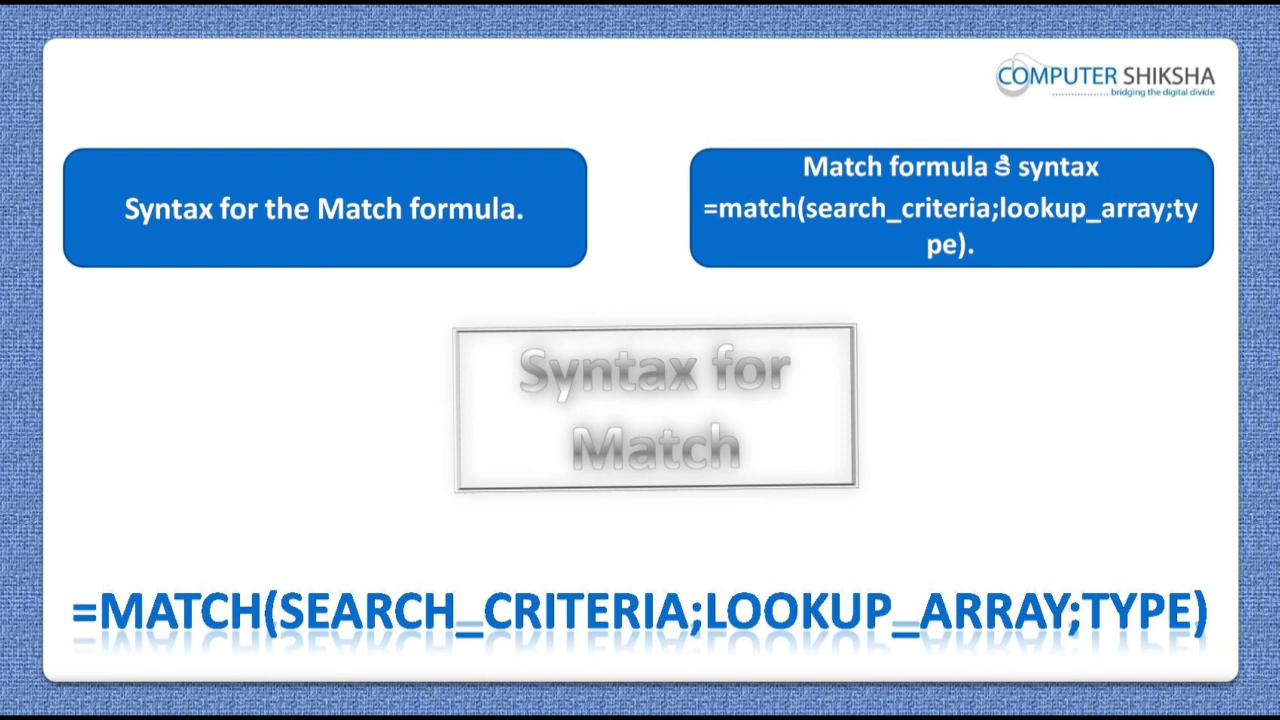 COMPUTER SHIKSHA
bridging the digital divide
Syntax for the Match formula.
Match formula syntax
=match(search_criteria;lookup_array;ty
pe).
Syntax for
Match
=MATCH(SEARCH_CRITERIA;LOOKUP_ARRAY;TYPE)